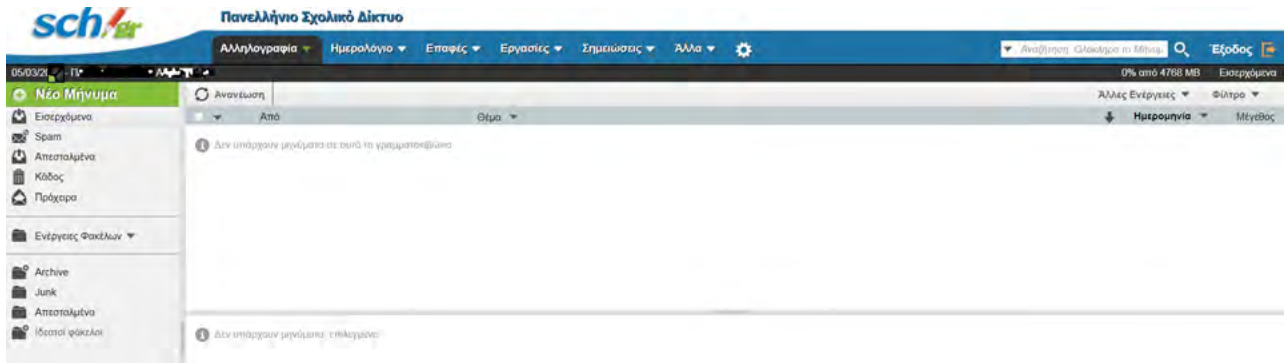 sch.gr
Πανελλήνιο Σχολικό Δίκτυο
Αλληλογραφία Ημερολόγιο Επαφές Εργασίες Σημειώσεις Άλλα Έξοδος
0% από 4768 MB Εισερχόμενα
Νέο Μήνυμα Ανανέωση Άλλες Ενέργειες Φίλτρο
Εισερχόμενα Από Θέμα Ημερομηνία Μέγεθος
Spam Δεν υπάρχουν μηνύματα σε αυτό το γραμματοκιβώτιο
Απεσταλμένα
Κάδος
Πρόχειρα
Ενέργειες Φακέλων
Archive
Junk
Απεσταλμένα
Ιδεατοί φάκελοι Δεν υπάρχουν μηνύματα επιλεγμένα